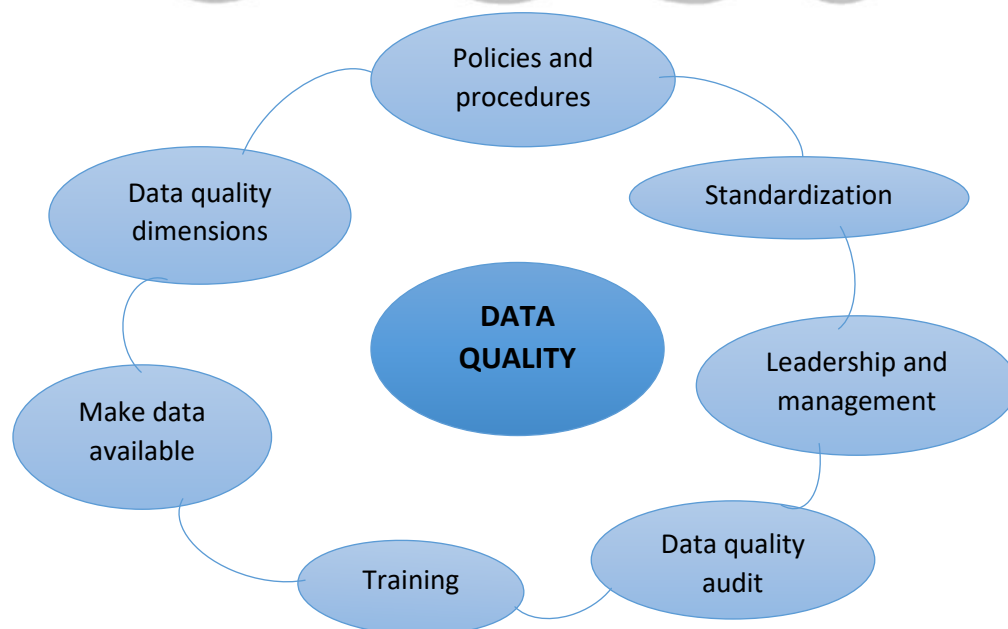 Policies and
procedures
Standardization
Leadership and
management
Data quality
audit
Training
Make data
available
Data quality
dimensions
DATA
QUALITY